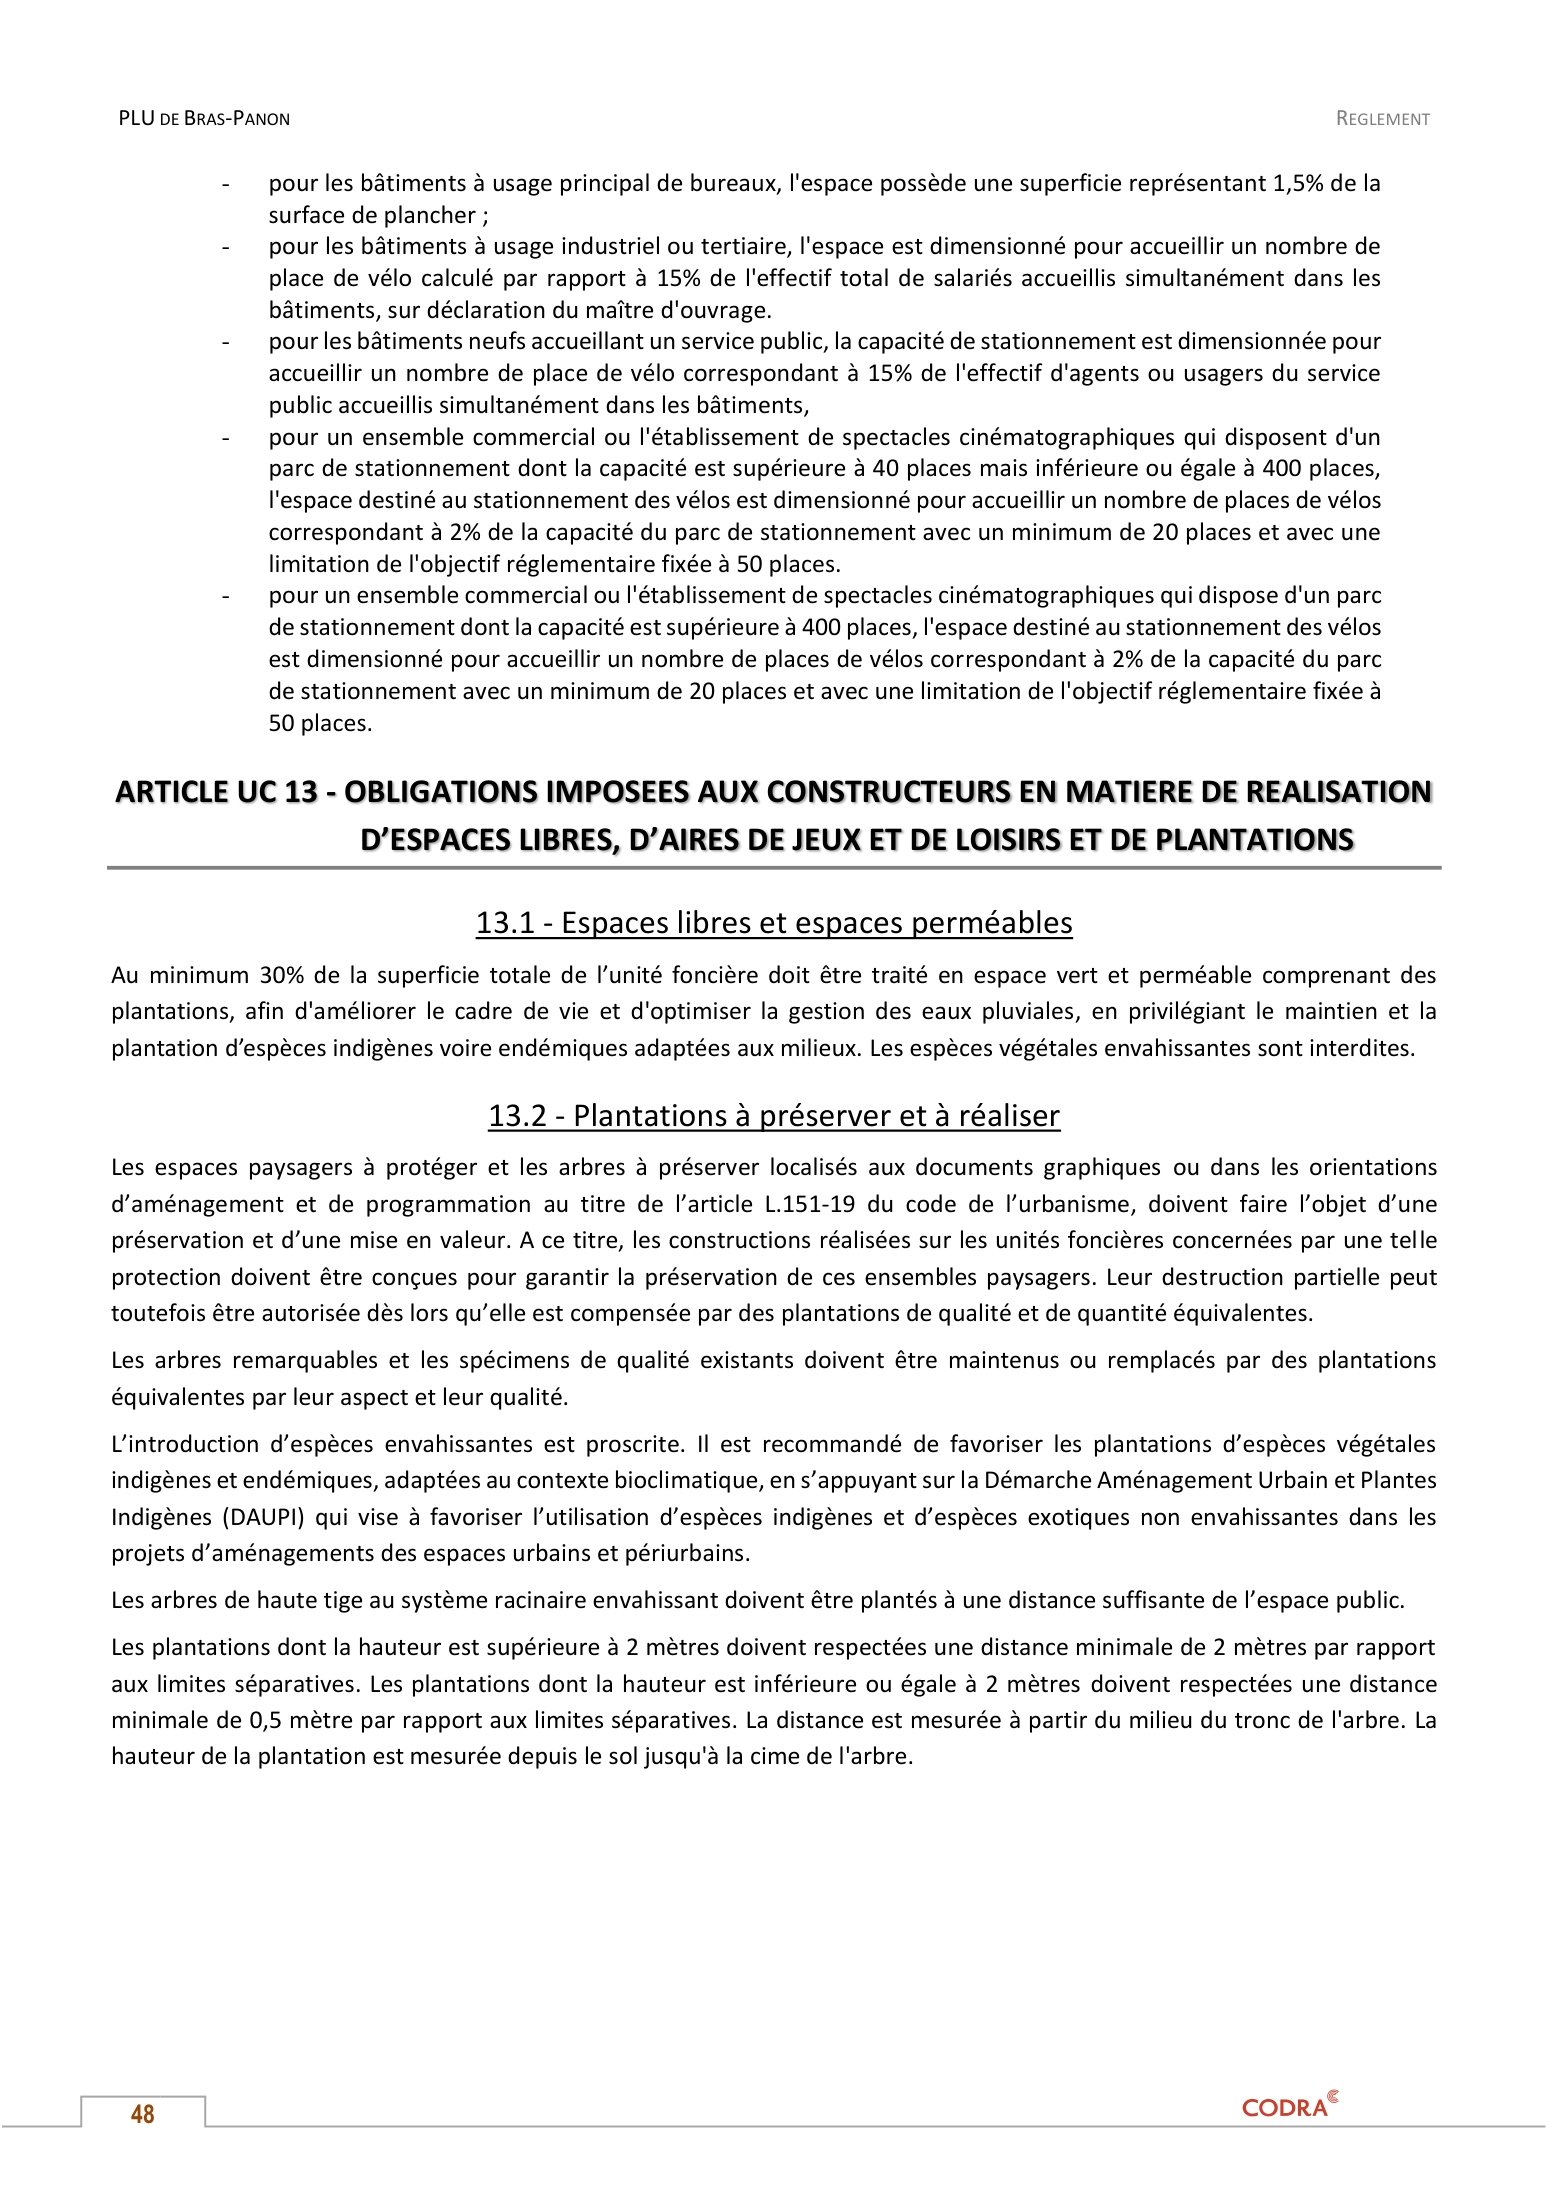 PLU DE BRAS-PANON
REGLEMENT
- pour les bâtiments à usage principal de bureaux, l'espace possède une superficie représentant 1,5% de la
surface de plancher ;
- pour les bâtiments à usage industriel ou tertiaire, l'espace est dimensionné pour accueillir un nombre de
place de vélo calculé par rapport à 15% de l'effectif total de salariés accueillis simultanément dans les
bâtiments, sur déclaration du maître d'ouvrage.
- pour les bâtiments neufs accueillant un service public, la capacité de stationnement est dimensionnée pour
accueillir un nombre de place de vélo correspondant à 15% de l'effectif d'agents ou usagers du service
public accueillis simultanément dans les bâtiments,
- pour un ensemble commercial ou l'établissement de spectacles cinématographiques qui disposent d'un
parc de stationnement dont la capacité est supérieure à 40 places mais inférieure ou égale à 400 places,
l'espace destiné au stationnement des vélos est dimensionné pour accueillir un nombre de places de vélos
correspondant à 2% de la capacité du parc de stationnement avec un minimum de 20 places et avec une
limitation de l'objectif réglementaire fixée à 50 places.
- pour un ensemble commercial ou l'établissement de spectacles cinématographiques qui dispose d'un parc
de stationnement dont la capacité est supérieure à 400 places, l'espace destiné au stationnement des vélos
est dimensionné pour accueillir un nombre de places de vélos correspondant à 2% de la capacité du parc
de stationnement avec un minimum de 20 places et avec une limitation de l'objectif réglementaire fixée à
50 places.
ARTICLE UC 13 - OBLIGATIONS IMPOSEES AUX CONSTRUCTEURS EN MATIERE DE REALISATION
D’ESPACES LIBRES, D’AIRES DE JEUX ET DE LOISIRS ET DE PLANTATIONS
13.1 - Espaces libres et espaces perméables
Au minimum 30% de la superficie totale de l’unité foncière doit être traité en espace vert et perméable comprenant des
plantations, afin d'améliorer le cadre de vie et d'optimiser la gestion des eaux pluviales, en privilégiant le maintien et la
plantation d’espèces indigènes voire endémiques adaptées aux milieux. Les espèces végétales envahissantes sont interdites.
13.2 - Plantations à préserver et à réaliser
Les espaces paysagers à protéger et les arbres à préserver localisés aux documents graphiques ou dans les orientations
d’aménagement et de programmation au titre de l’article L.151-19 du code de l’urbanisme, doivent faire l’objet d’une
préservation et d’une mise en valeur. A ce titre, les constructions réalisées sur les unités foncières concernées par une telle
protection doivent être conçues pour garantir la préservation de ces ensembles paysagers. Leur destruction partielle peut
toutefois être autorisée dès lors qu’elle est compensée par des plantations de qualité et de quantité équivalentes.
Les arbres remarquables et les spécimens de qualité existants doivent être maintenus ou remplacés par des plantations
équivalentes par leur aspect et leur qualité.
L’introduction d’espèces envahissantes est proscrite. Il est recommandé de favoriser les plantations d’espèces végétales
indigènes et endémiques, adaptées au contexte bioclimatique, en s’appuyant sur la Démarche Aménagement Urbain et Plantes
Indigènes (DAUPI) qui vise à favoriser l’utilisation d’espèces indigènes et d’espèces exotiques non envahissantes dans les
projets d’aménagements des espaces urbains et périurbains.
Les arbres de haute tige au système racinaire envahissant doivent être plantés à une distance suffisante de l’espace public.
Les plantations dont la hauteur est supérieure à 2 mètres doivent respectées une distance minimale de 2 mètres par rapport
aux limites séparatives. Les plantations dont la hauteur est inférieure ou égale à 2 mètres doivent respectées une distance
minimale de 0,5 mètre par rapport aux limites séparatives. La distance est mesurée à partir du milieu du tronc de l'arbre. La
hauteur de la plantation est mesurée depuis le sol jusqu'à la cime de l'arbre.
48
CODRA